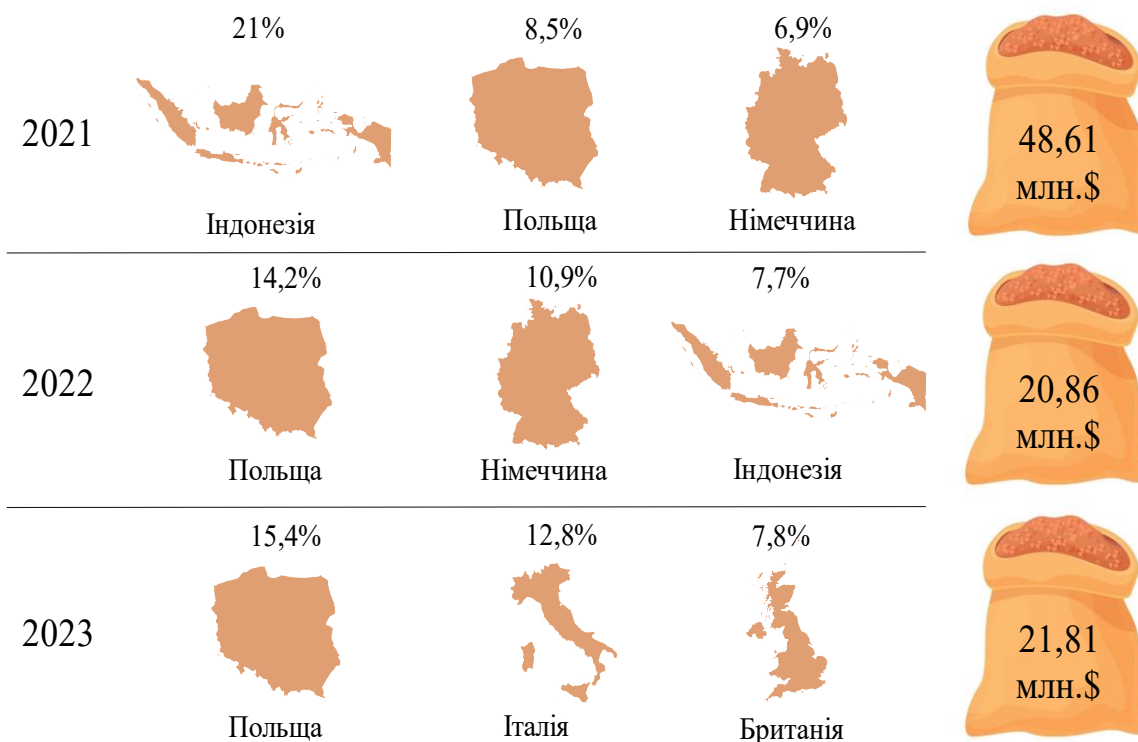 21%
8,5%
6,9%
2021
48,61
млн.$
Індонезія
Польща
Німеччина
14,2%
10,9%
7,7%
2022
20,86
млн.$
Польща
Німеччина
Індонезія
15,4%
12,8%
7,8%
2023
21,81
млн.$
Польща
Італія
Британія